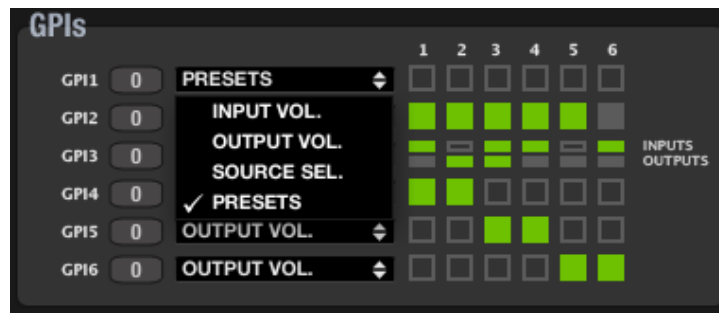 GPIs
1 2 3 4 5 6
GPI1 0 PRESETS
GPI2 0 INPUT VOL.
OUTPUT VOL.
GPI3 0 INPUTS
SOURCE SEL. OUTPUTS
GPI4 0 ✓ PRESETS
GPI5 0 OUTPUT VOL.
GPI6 0 OUTPUT VOL.